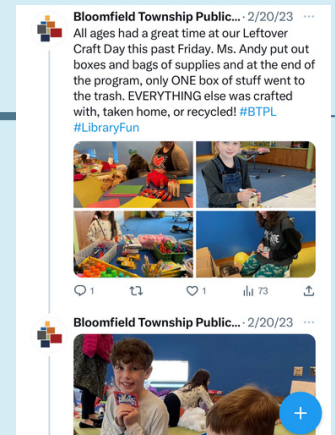 Bloomfield Township Public... · 2/20/23 ...
All ages had a great time at our Leftover
Craft Day this past Friday. Ms. Andy put out
boxes and bags of supplies and at the end of
the program, only ONE box of stuff went to
the trash. EVERYTHING else was crafted
with, taken home, or recycled! #BTPL
#LibraryFun
1 1 73
Bloomfield Township Public... · 2/20/23 ...